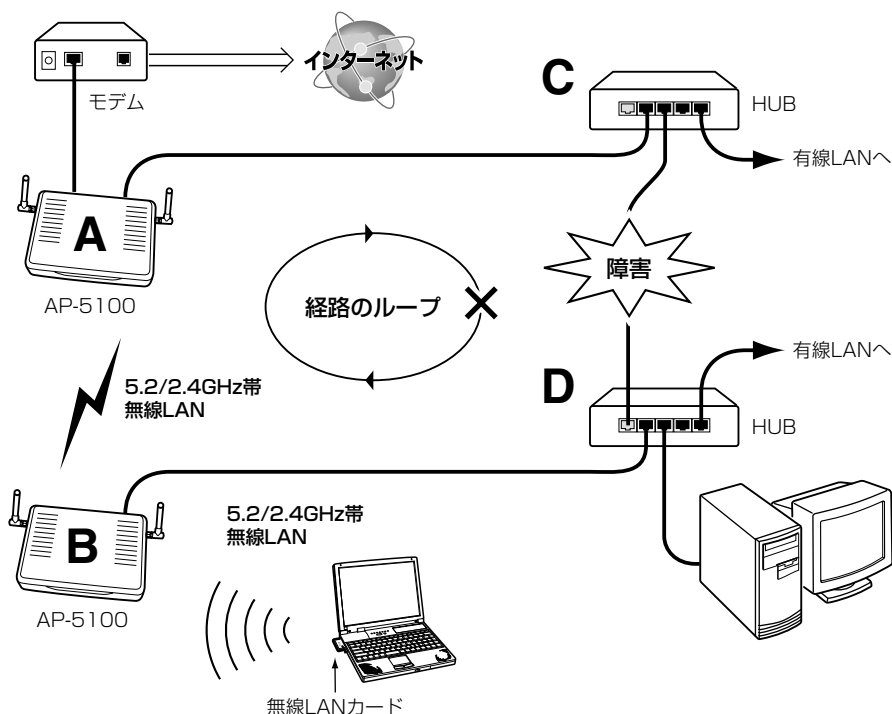 インターネット
モデム
C
HUB
有線LANへ
A
AP-5100
経路のループ
障害
5.2/2.4GHz帯
無線LAN
有線LANへ
D
HUB
B
AP-5100
5.2/2.4GHz帯
無線LAN
無線LANカード